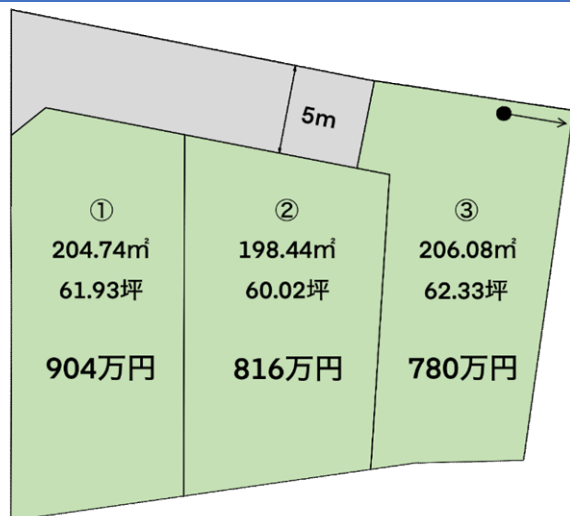 5m
①
204.74㎡
61.93坪
904万円
②
198.44㎡
60.02坪
816万円
③
206.08㎡
62.33坪
780万円